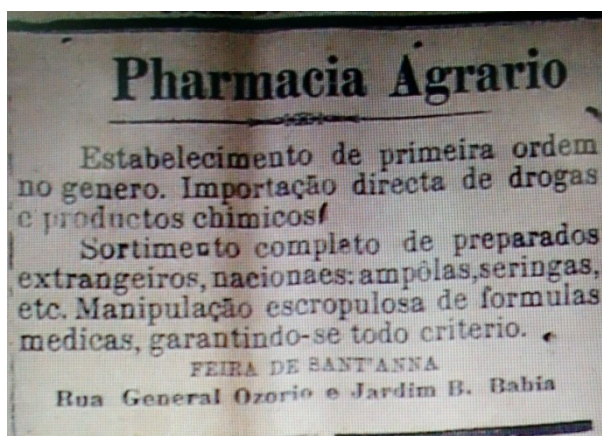 Pharmacia Agrario
Estabelecimento de primeira ordem
no genero. Importação directa de drogas
e productos chimicos
Sortimento completo de preparados
extrangeiros, nacionaes: ampôlas, seringas,
etc. Manipulação escropulosa de formulas
medicas, garantindo-se todo criterio.
FEIRA DE SANT'ANNA
Rua General Ozorio e Jardim B. Bahia